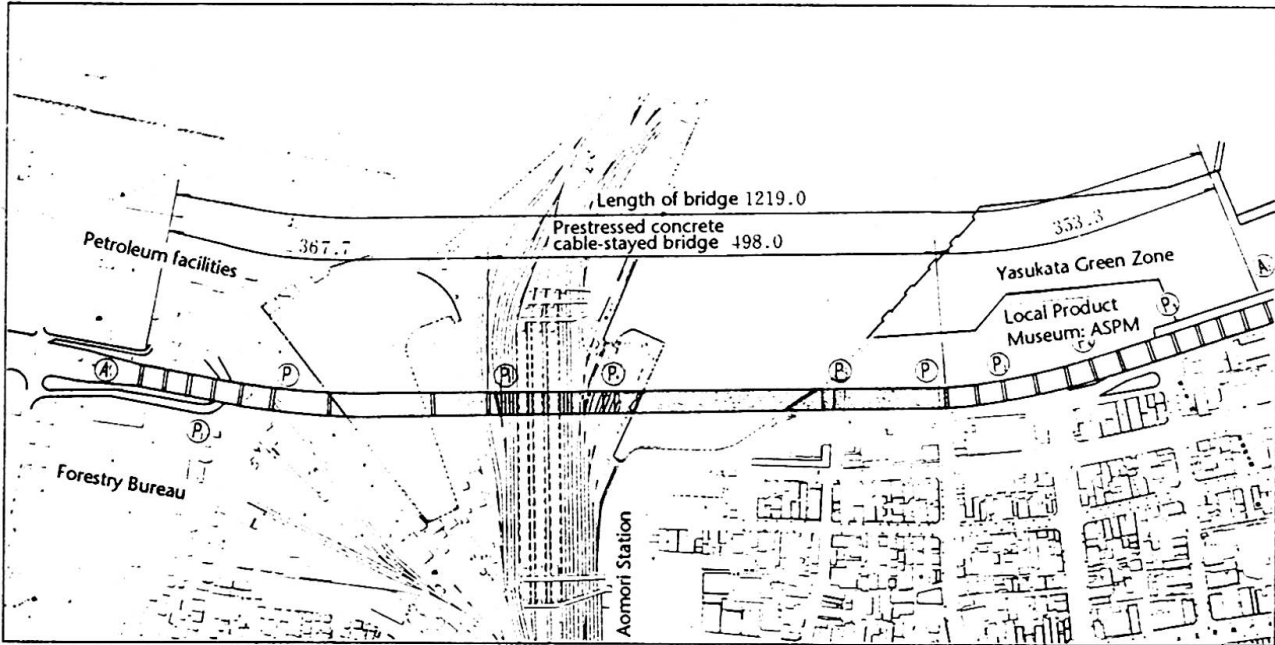 Length of bridge 1219.0
Prestressed concrete
cable-stayed bridge 498.0
367.7
353.3
Petroleum facilities
Yasukata Green Zone
Local Product
Museum: ASPM
A
P
P
P
P
P
Forestry Bureau
Aomori Station